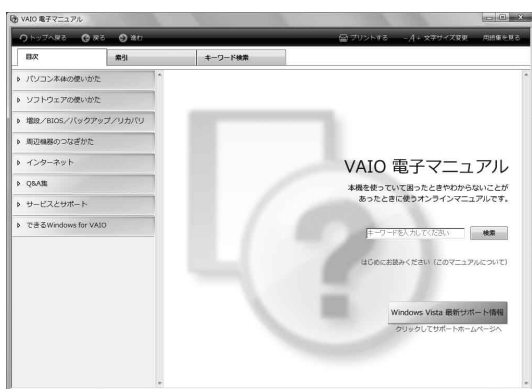 VAIO 電子マニュアル
トップへ戻る 戻る 進む プリントする -A+ 文字サイズ変更 用語集を見る
目次 索引 キーワード検索
パソコン本体の使いかた
ソフトウェアの使いかた
増設/BIOS/バックアップ/リカバリ
周辺機器のつなぎかた
インターネット
Q&A集
サービスとサポート
できるWindows for VAIO
VAIO 電子マニュアル
本機を使っていて困ったときやわからないことが
あったときに使うオンラインマニュアルです。
キーワードを入力してください 検索
はじめにお読みください(このマニュアルについて)
Windows Vista 最新サポート情報
クリックしてサポートホームページへ